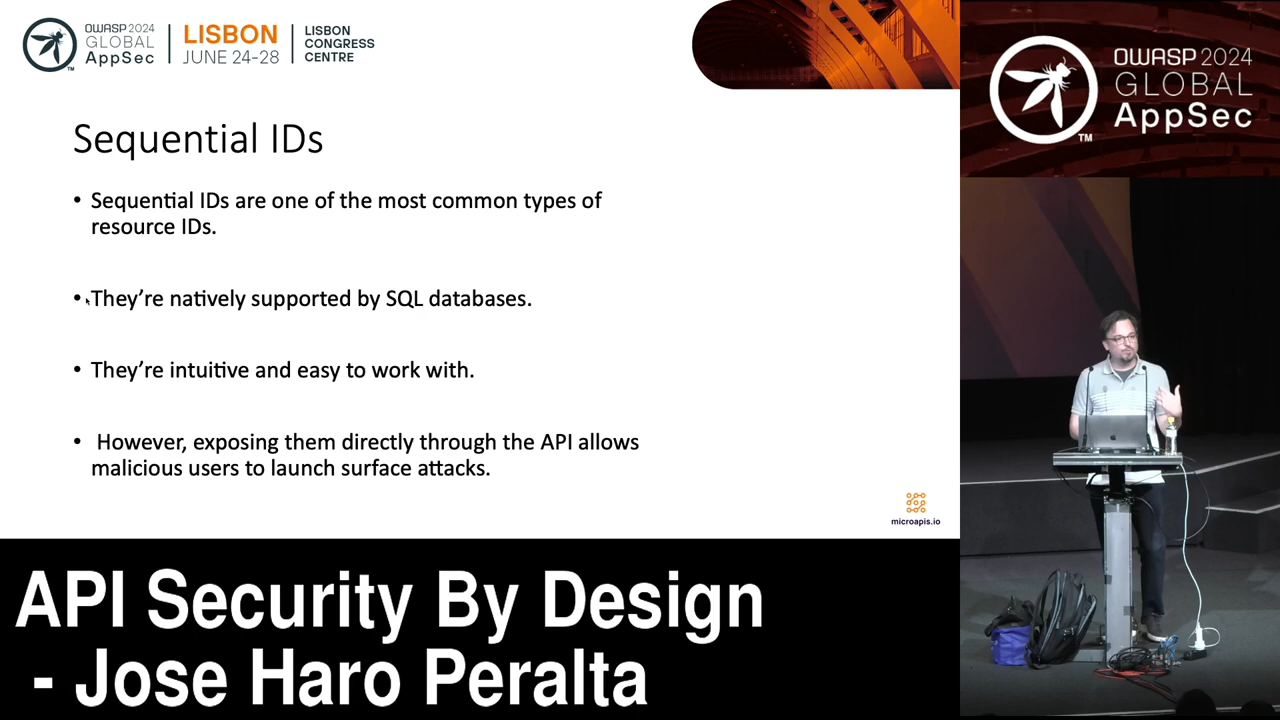 OWASP 2024
GLOBAL
AppSec
TM
LISBON
JUNE 24-28
LISBON
CONGRESS
CENTRE
Sequential IDs
• Sequential IDs are one of the most common types of
resource IDs.
• They’re natively supported by SQL databases.
• They’re intuitive and easy to work with.
• However, exposing them directly through the API allows
malicious users to launch surface attacks.
microapis.io
OWASP 2024
GLOBAL
AppSec
TM
API Security By Design
- Jose Haro Peralta